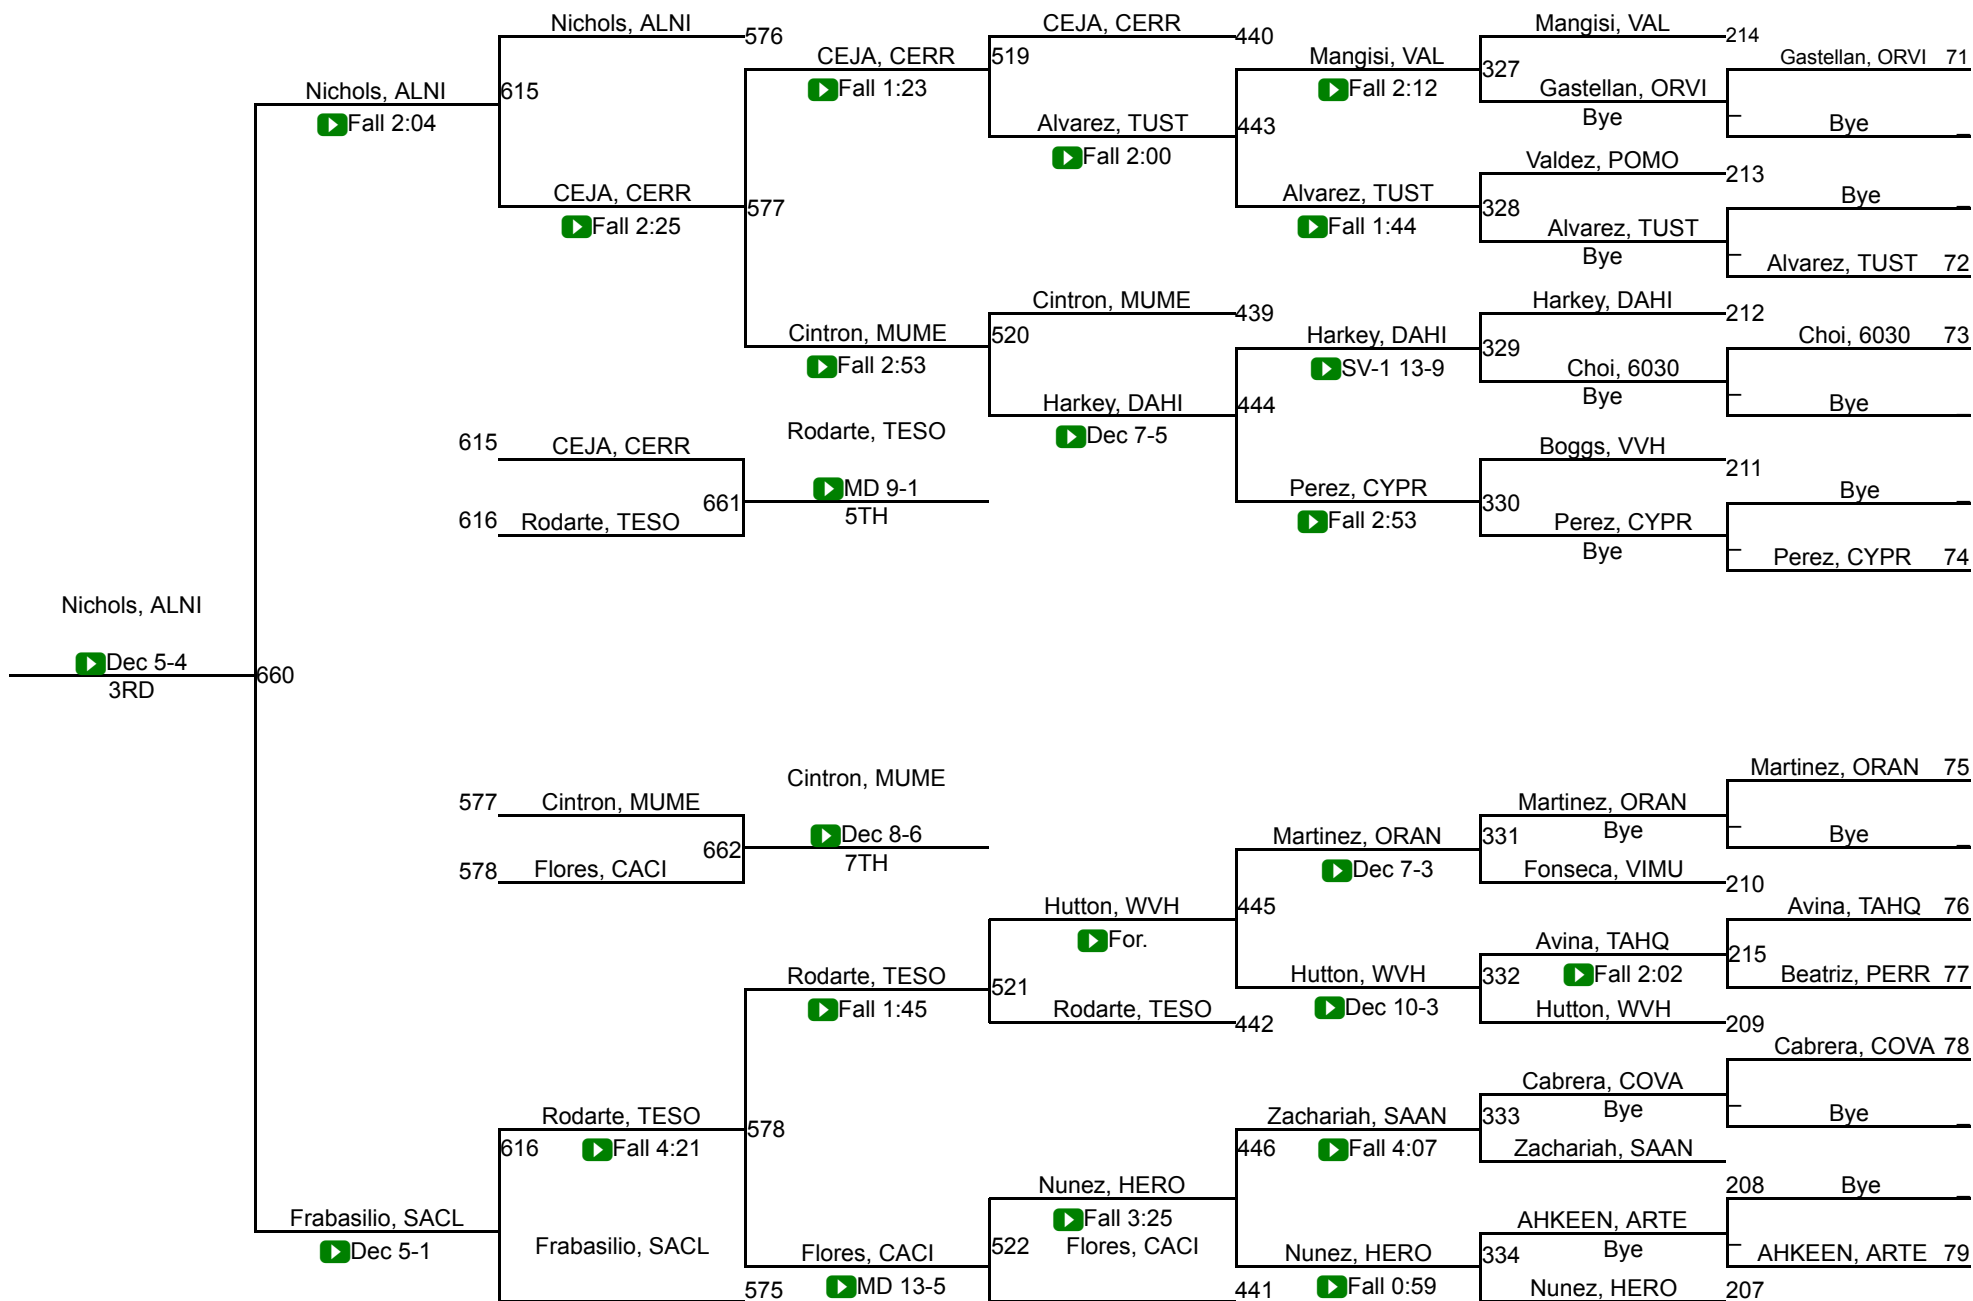 Nichols, ALNI
576
CEJA, CERR
440
Mangisi, VAL
214
CEJA, CERR
519
Mangisi, VAL
327
Gastellan, ORVI 71
Nichols, ALNI
615
Fall 1:23
Fall 2:12
Gastellan, ORVI
Bye
Fall 2:04
Alvarez, TUST
443
Bye
Fall 2:00
Valdez, POMO
213
CEJA, CERR
577
Alvarez, TUST
328
Bye
Fall 2:25
Fall 1:44
Alvarez, TUST
Bye
Alvarez, TUST 72
Cintron, MUME
439
Harkey, DAHI
212
Cintron, MUME
520
Harkey, DAHI
329
Choi, 6030 73
Fall 2:53
SV-1 13-9
Choi, 6030
Bye
Harkey, DAHI
444
Bye
Rodarte, TESO
Dec 7-5
615
CEJA, CERR
Boggs, VVH
211
MD 9-1
Perez, CYPR
330
Bye
616
Rodarte, TESO
661
5TH
Fall 2:53
Perez, CYPR
Bye
Perez, CYPR 74
Nichols, ALNI
Dec 5-4
660
3RD
Cintron, MUME
Martinez, ORAN 75
577
Cintron, MUME
Martinez, ORAN
Dec 8-6
Martinez, ORAN
331
Bye
Bye
662
7TH
578
Flores, CACI
Dec 7-3
Fonseca, VIMU
210
Hutton, WVH
445
Avina, TAHQ 76
For.
Avina, TAHQ
215
Rodarte, TESO
521
Hutton, WVH
332
Fall 2:02
Beatriz, PERR 77
Fall 1:45
Rodarte, TESO
442
Dec 10-3
Hutton, WVH
209
Cabrera, COVA 78
Cabrera, COVA
Rodarte, TESO
578
Zachariah, SAAN
333
Bye
Bye
616
Fall 4:21
446
Fall 4:07
Zachariah, SAAN
208
Nunez, HERO
Bye
Frabasilio, SACL
Fall 3:25
AHKEEN, ARTE
Dec 5-1
Frabasilio, SACL
Flores, CACI
522
Flores, CACI
Nunez, HERO
334
Bye
AHKEEN, ARTE 79
575
MD 13-5
441
Fall 0:59
Nunez, HERO
207